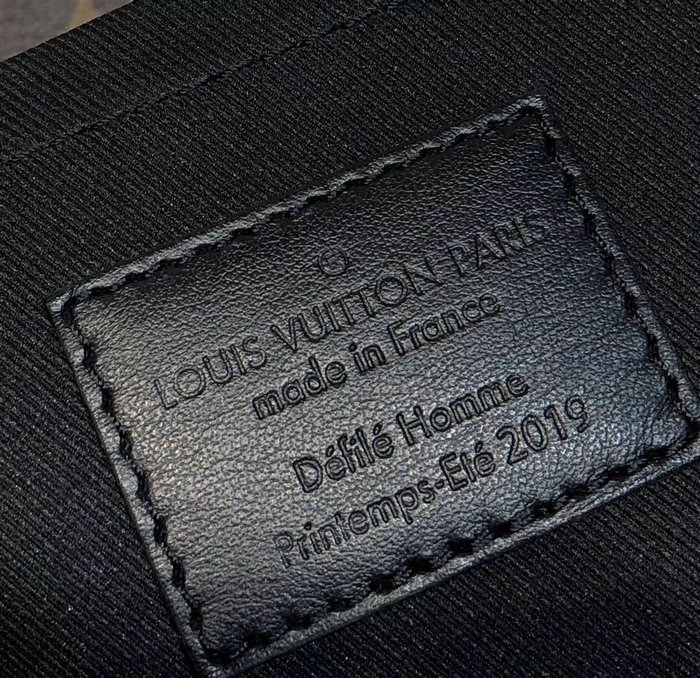 LOUIS VUITTON PARIS
made in France
Défilé Homme
Printemps-Eté 2019